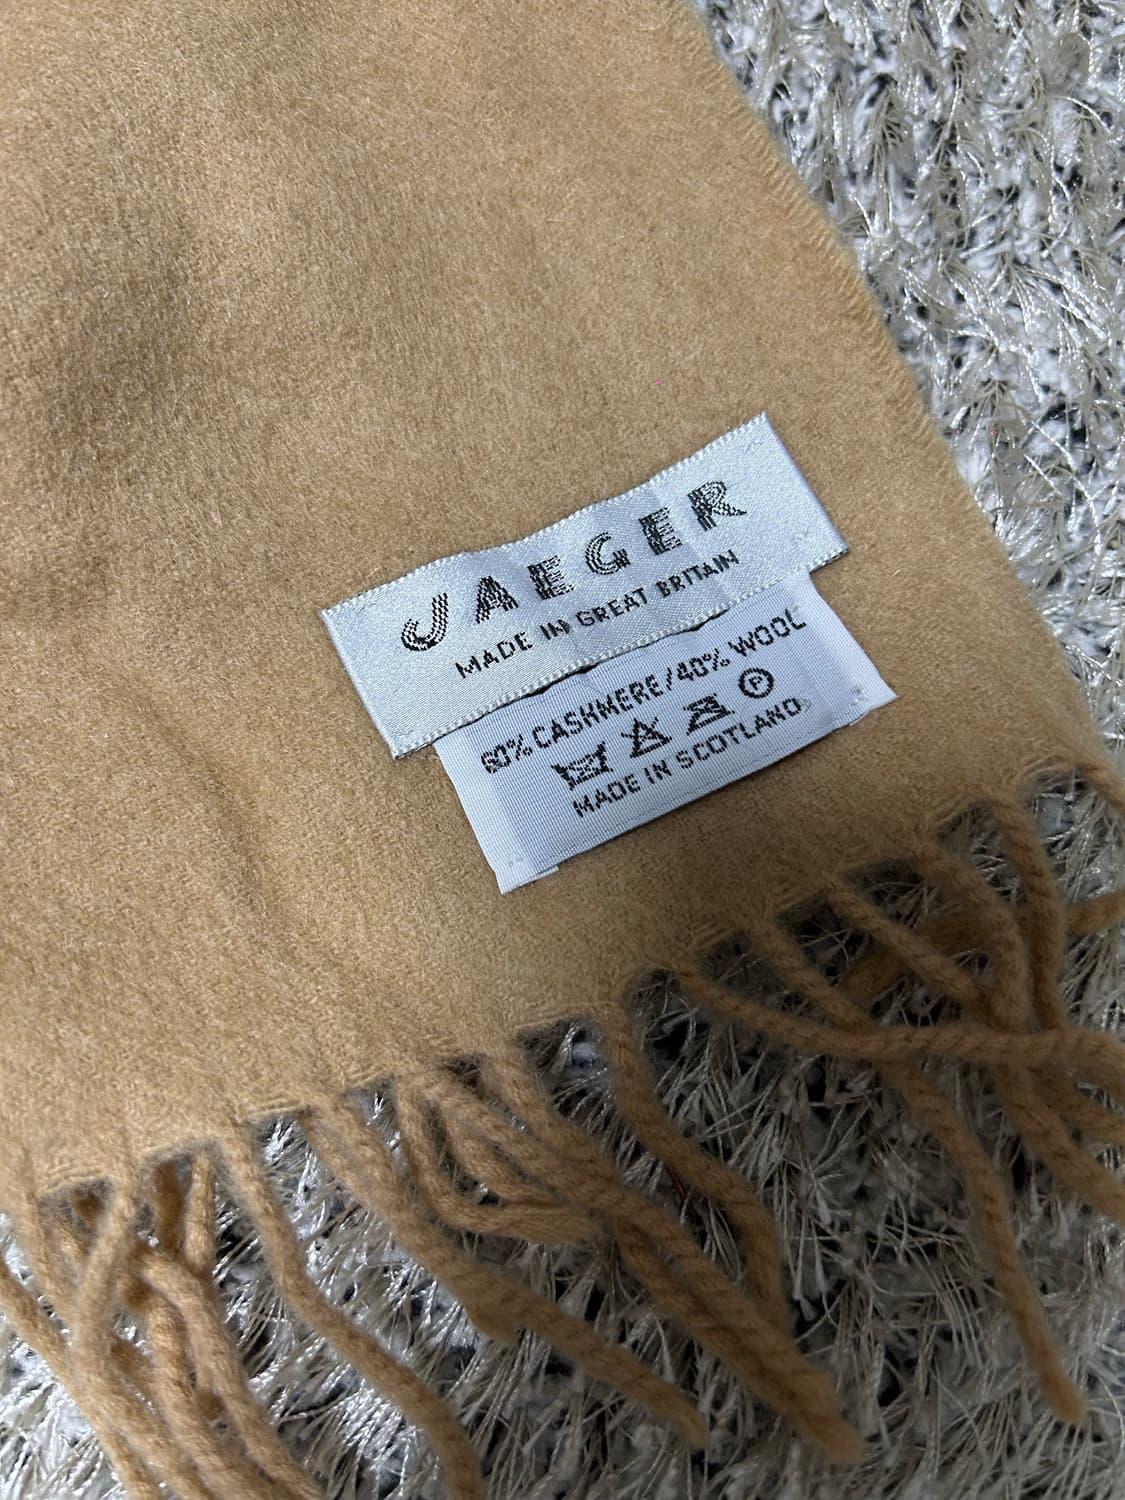 JAEGER
MADE IN GREAT BRITAIN
60% CASHMERE/40% WOOL
P
MADE IN SCOTLAND